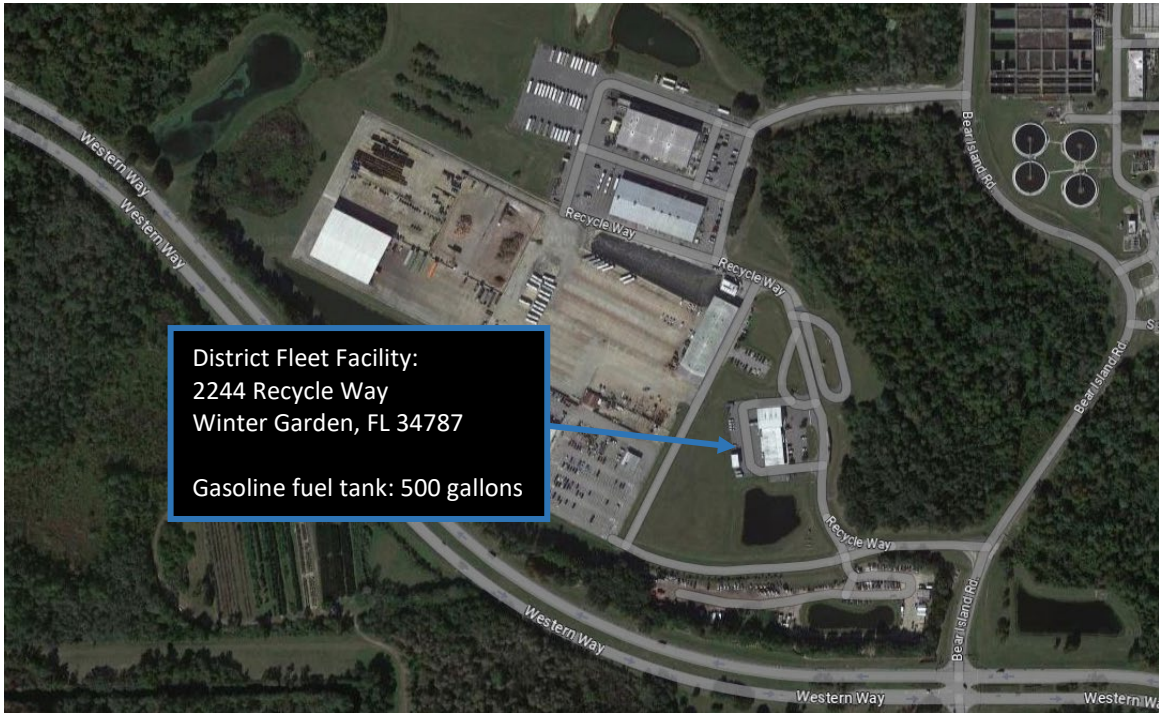 Western Way
Western Way
Recycle Way
Recycle Way
Bear Island Rd
Bear Island Rd
S
District Fleet Facility:
2244 Recycle Way
Winter Garden, FL 34787
Gasoline fuel tank: 500 gallons
Recycle Way
Bear Island Rd
Western Way
Western Way
Western Wa